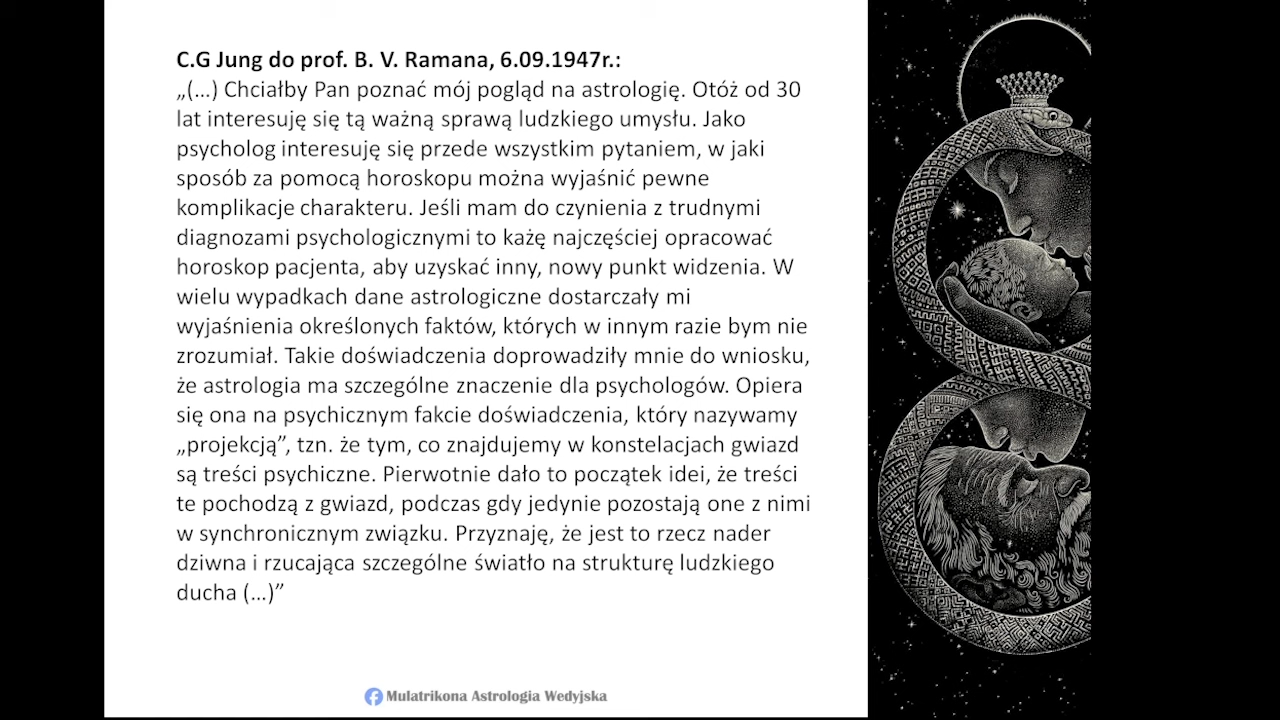 C.G Jung do prof. B. V. Ramana, 6.09.1947r.:
„(…) Chciałby Pan poznać mój pogląd na astrologię. Otóż od 30
lat interesuję się tą ważną sprawą ludzkiego umysłu. Jako
psycholog interesuję się przede wszystkim pytaniem, w jaki
sposób za pomocą horoskopu można wyjaśnić pewne
komplikacje charakteru. Jeśli mam do czynienia z trudnymi
diagnozami psychologicznymi to każę najczęściej opracować
horoskop pacjenta, aby uzyskać inny, nowy punkt widzenia. W
wielu wypadkach dane astrologiczne dostarczały mi
wyjaśnienia określonych faktów, których w innym razie bym nie
zrozumiał. Takie doświadczenia doprowadziły mnie do wniosku,
że astrologia ma szczególne znaczenie dla psychologów. Opiera
się ona na psychicznym fakcie doświadczenia, który nazywamy
„projekcją”, tzn. że tym, co znajdujemy w konstelacjach gwiazd
są treści psychiczne. Pierwotnie dało to początek idei, że treści
te pochodzą z gwiazd, podczas gdy jedynie pozostają one z nimi
w synchronicznym związku. Przyznaję, że jest to rzecz nader
dziwna i rzucająca szczególne światło na strukturę ludzkiego
ducha (…)”
Mulatrikona Astrologia Wedyjska